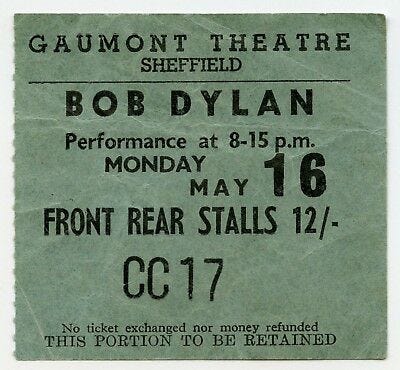 GAUMONT THEATRE
SHEFFIELD
BOB DYLAN
Performance at 8-15 p.m.
MONDAY
MAY 16
FRONT REAR STALLS 12/-
CC 17
No ticket exchanged nor money refunded
THIS PORTION TO BE RETAINED